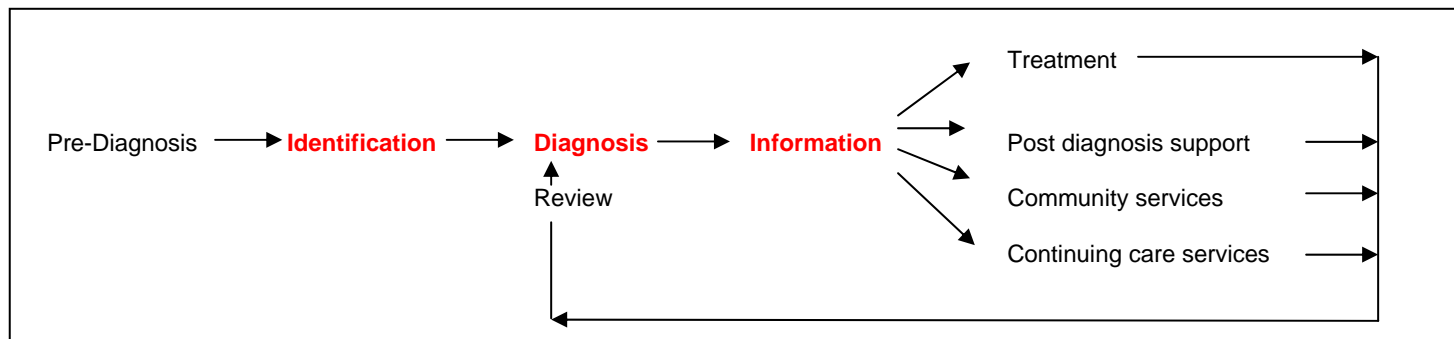 Treatment
Pre-Diagnosis Identification Diagnosis Information Post diagnosis support
Review Community services
Continuing care services